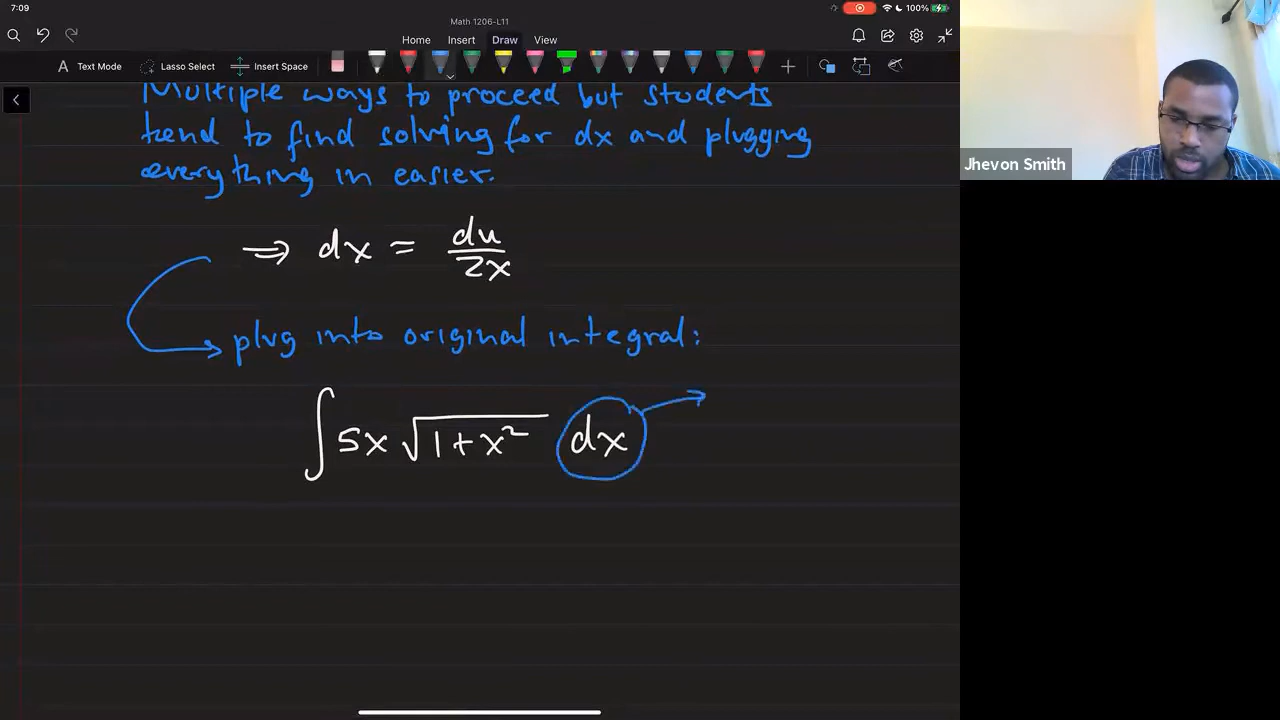 7:09
100%
Math 1206-L11
Home Insert Draw View
Text Mode Lasso Select Insert Space
Multiple ways to proceed but students
tend to find solving for dx and plugging
everything in easier.
⇒ dx = du/2x
plug into original integral:
∫ 5x √(1+x²) dx
Jhevon Smith